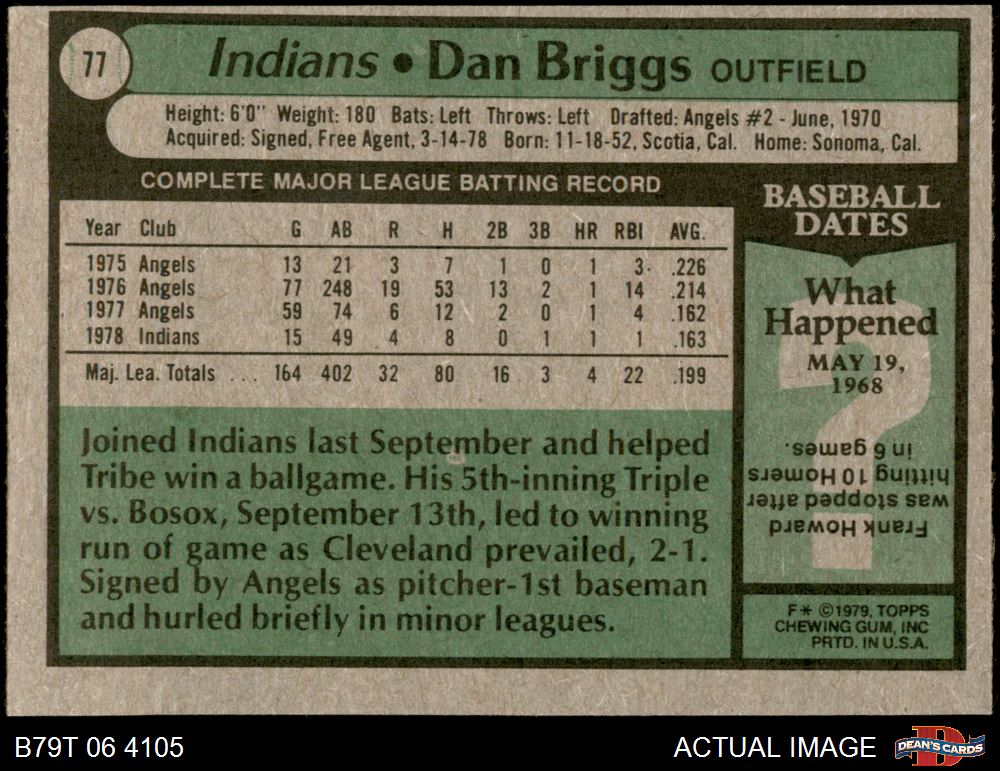 77
Indians • Dan Briggs OUTFIELD
Height: 6'0" Weight: 180 Bats: Left Throws: Left Drafted: Angels #2 - June, 1970
Acquired: Signed, Free Agent, 3-14-78 Born: 11-18-52, Scotia, Cal. Home: Sonoma, Cal.
COMPLETE MAJOR LEAGUE BATTING RECORD
Year Club G AB R H 2B 3B HR RBI AVG.
1975 Angels 13 21 3 7 1 0 1 3 .226
1976 Angels 77 248 19 53 13 2 1 14 .214
1977 Angels 59 74 6 12 2 0 1 4 .162
1978 Indians 15 49 4 8 0 1 1 1 .163
Maj. Lea. Totals ... 164 402 32 80 16 3 4 22 .199
Joined Indians last September and helped
Tribe win a ballgame. His 5th-inning Triple
vs. Bosox, September 13th, led to winning
run of game as Cleveland prevailed, 2-1.
Signed by Angels as pitcher-1st baseman
and hurled briefly in minor leagues.
BASEBALL
DATES
What
Happened
MAY 19,
1968
?
Frank Howard
was stopped after
hitting 10 Homers
in 6 games.
F* ©1979, TOPPS
CHEWING GUM, INC
PRTD. IN U.S.A.
B79T 06 4105
ACTUAL IMAGE
D
DEAN'S CARDS